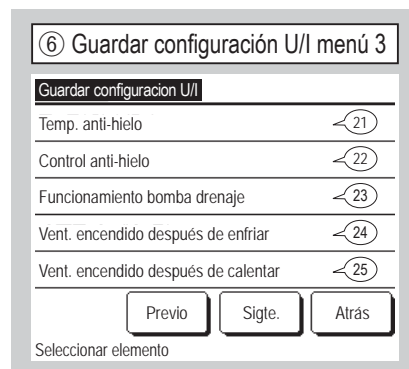 ⑥ Guardar configuración U/I menú 3
Guardar configuracion U/I
Temp. anti-hielo 21
Control anti-hielo 22
Funcionamiento bomba drenaje 23
Vent. encendido después de enfriar 24
Vent. encendido después de calentar 25
Previo Sigte. Atrás
Seleccionar elemento